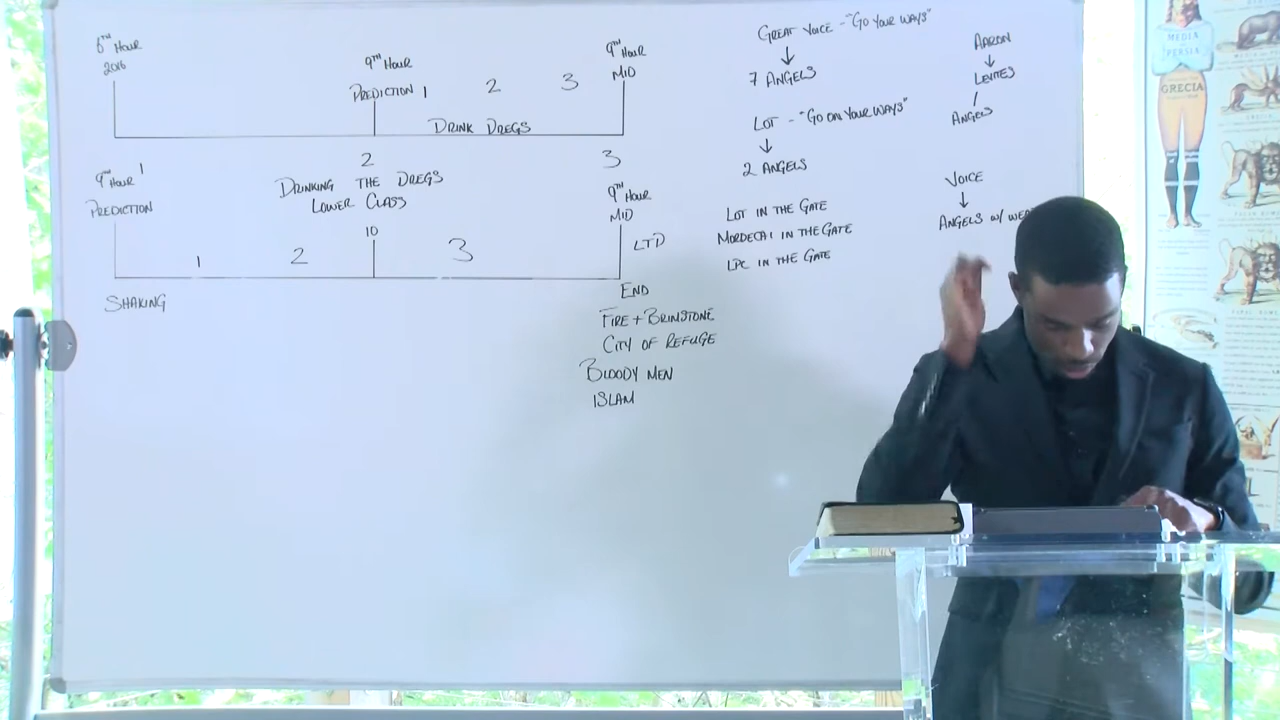 6TH HOUR
2016
9TH HOUR
PREDICTION 1 2 3
9TH HOUR
MID
DRINK DREGS
2
3
9TH HOUR 1
PREDICTION
DRINKING THE DREGS
LOWER CLASS
10
9TH HOUR
MID
LTD
1 2 3
SHAKING
END
FIRE + BRIMSTONE
CITY OF REFUGE
BLOODY MEN
ISLAM
GREAT VOICE - "GO YOUR WAYS"
7 ANGELS
LOT - "GO ON YOUR WAYS"
2 ANGELS
LOT IN THE GATE
MORDECAI IN THE GATE
LPC IN THE GATE
AARON
LEVITES
ANGELS
VOICE
ANGELS W/
MEDIA
PERSIA
GRECIA